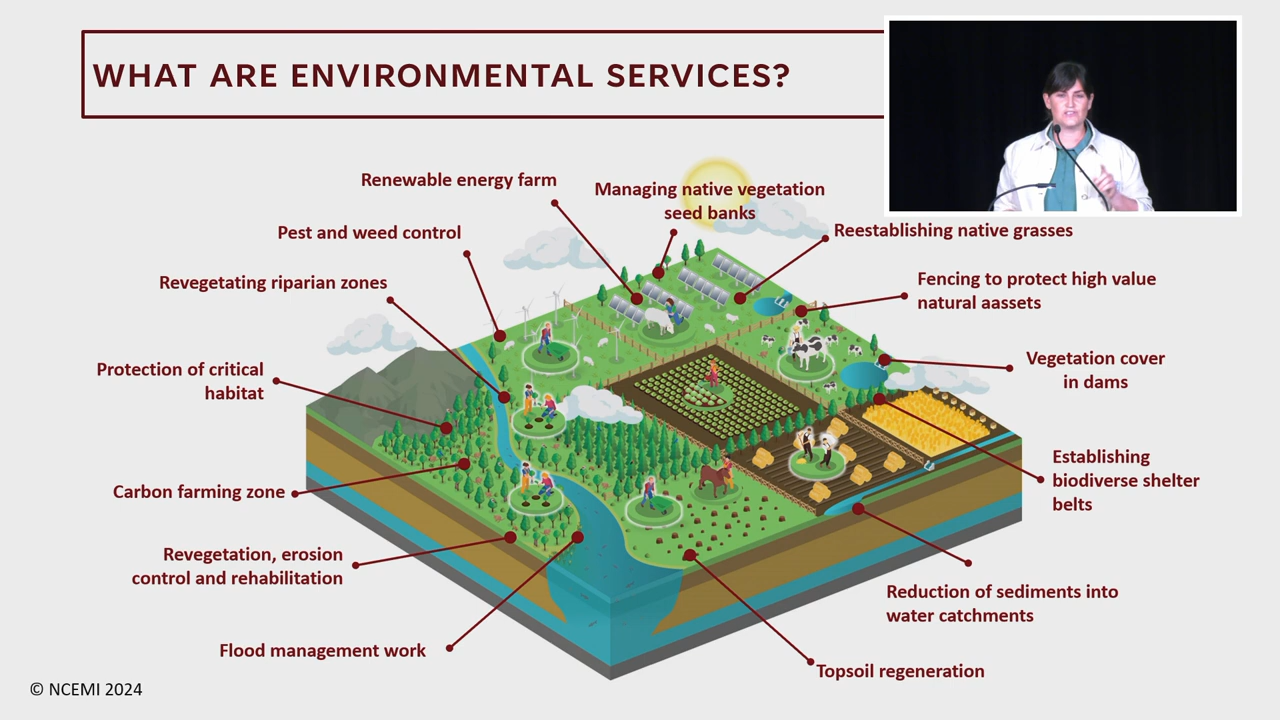 WHAT ARE ENVIRONMENTAL SERVICES?
Renewable energy farm
Managing native vegetation
seed banks
Pest and weed control
Reestablishing native grasses
Revegetating riparian zones
Fencing to protect high value
natural aassets
Protection of critical
habitat
Vegetation cover
in dams
Carbon farming zone
Establishing
biodiverse shelter
belts
Revegetation, erosion
control and rehabilitation
Reduction of sediments into
water catchments
Flood management work
Topsoil regeneration
© NCEMI 2024